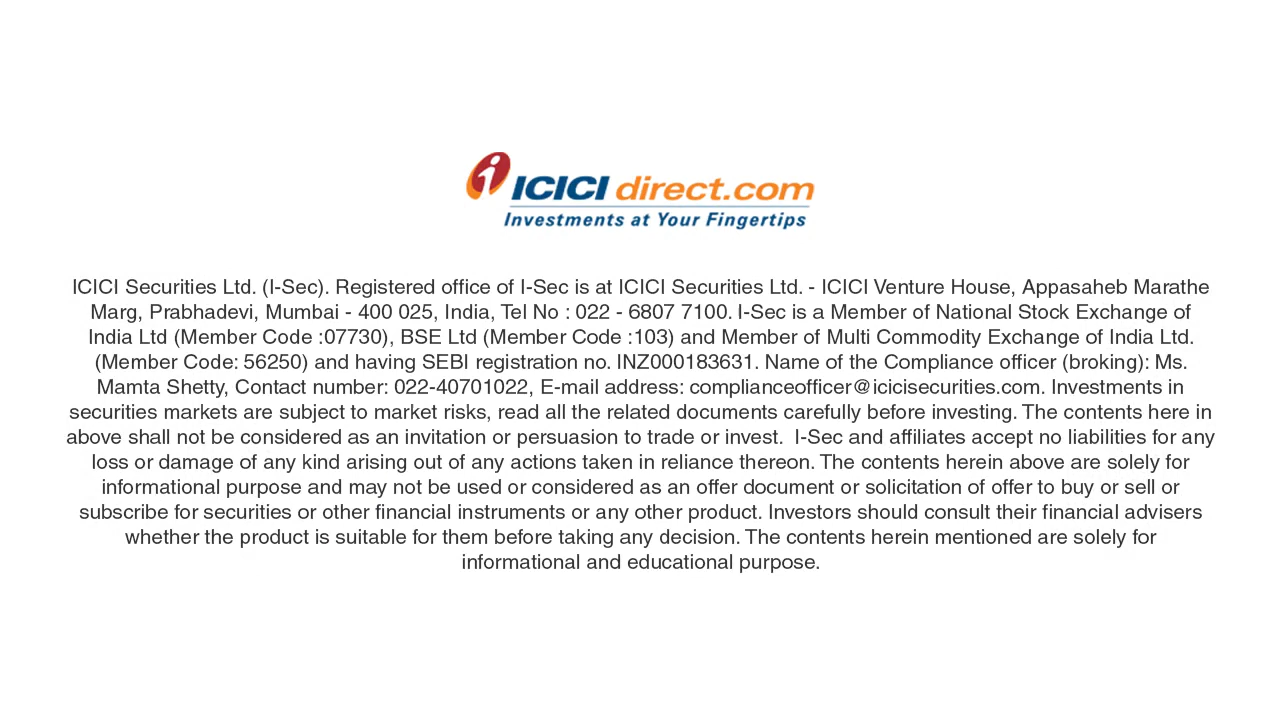 i ICICI direct.com
Investments at Your Fingertips
ICICI Securities Ltd. (I-Sec). Registered office of I-Sec is at ICICI Securities Ltd. - ICICI Venture House, Appasaheb Marathe
Marg, Prabhadevi, Mumbai - 400 025, India, Tel No : 022 - 6807 7100. I-Sec is a Member of National Stock Exchange of
India Ltd (Member Code :07730), BSE Ltd (Member Code :103) and Member of Multi Commodity Exchange of India Ltd.
(Member Code: 56250) and having SEBI registration no. INZ000183631. Name of the Compliance officer (broking): Ms.
Mamta Shetty, Contact number: 022-40701022, E-mail address: complianceofficer@icicisecurities.com. Investments in
securities markets are subject to market risks, read all the related documents carefully before investing. The contents here in
above shall not be considered as an invitation or persuasion to trade or invest.  I-Sec and affiliates accept no liabilities for any
loss or damage of any kind arising out of any actions taken in reliance thereon. The contents herein above are solely for
informational purpose and may not be used or considered as an offer document or solicitation of offer to buy or sell or
subscribe for securities or other financial instruments or any other product. Investors should consult their financial advisers
whether the product is suitable for them before taking any decision. The contents herein mentioned are solely for
informational and educational purpose.